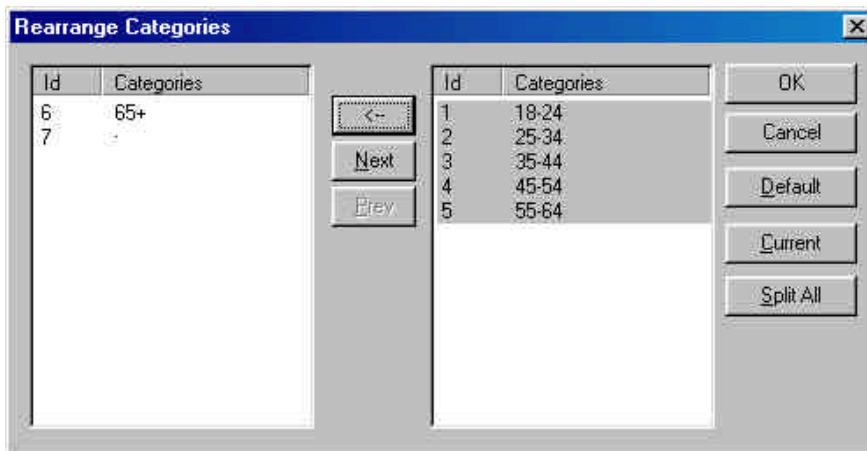 Rearrange Categories
Id Categories
6 65+
7 -
<--
Next
Prev
Id Categories
1 18-24
2 25-34
3 35-44
4 45-54
5 55-64
OK
Cancel
Default
Current
Split All